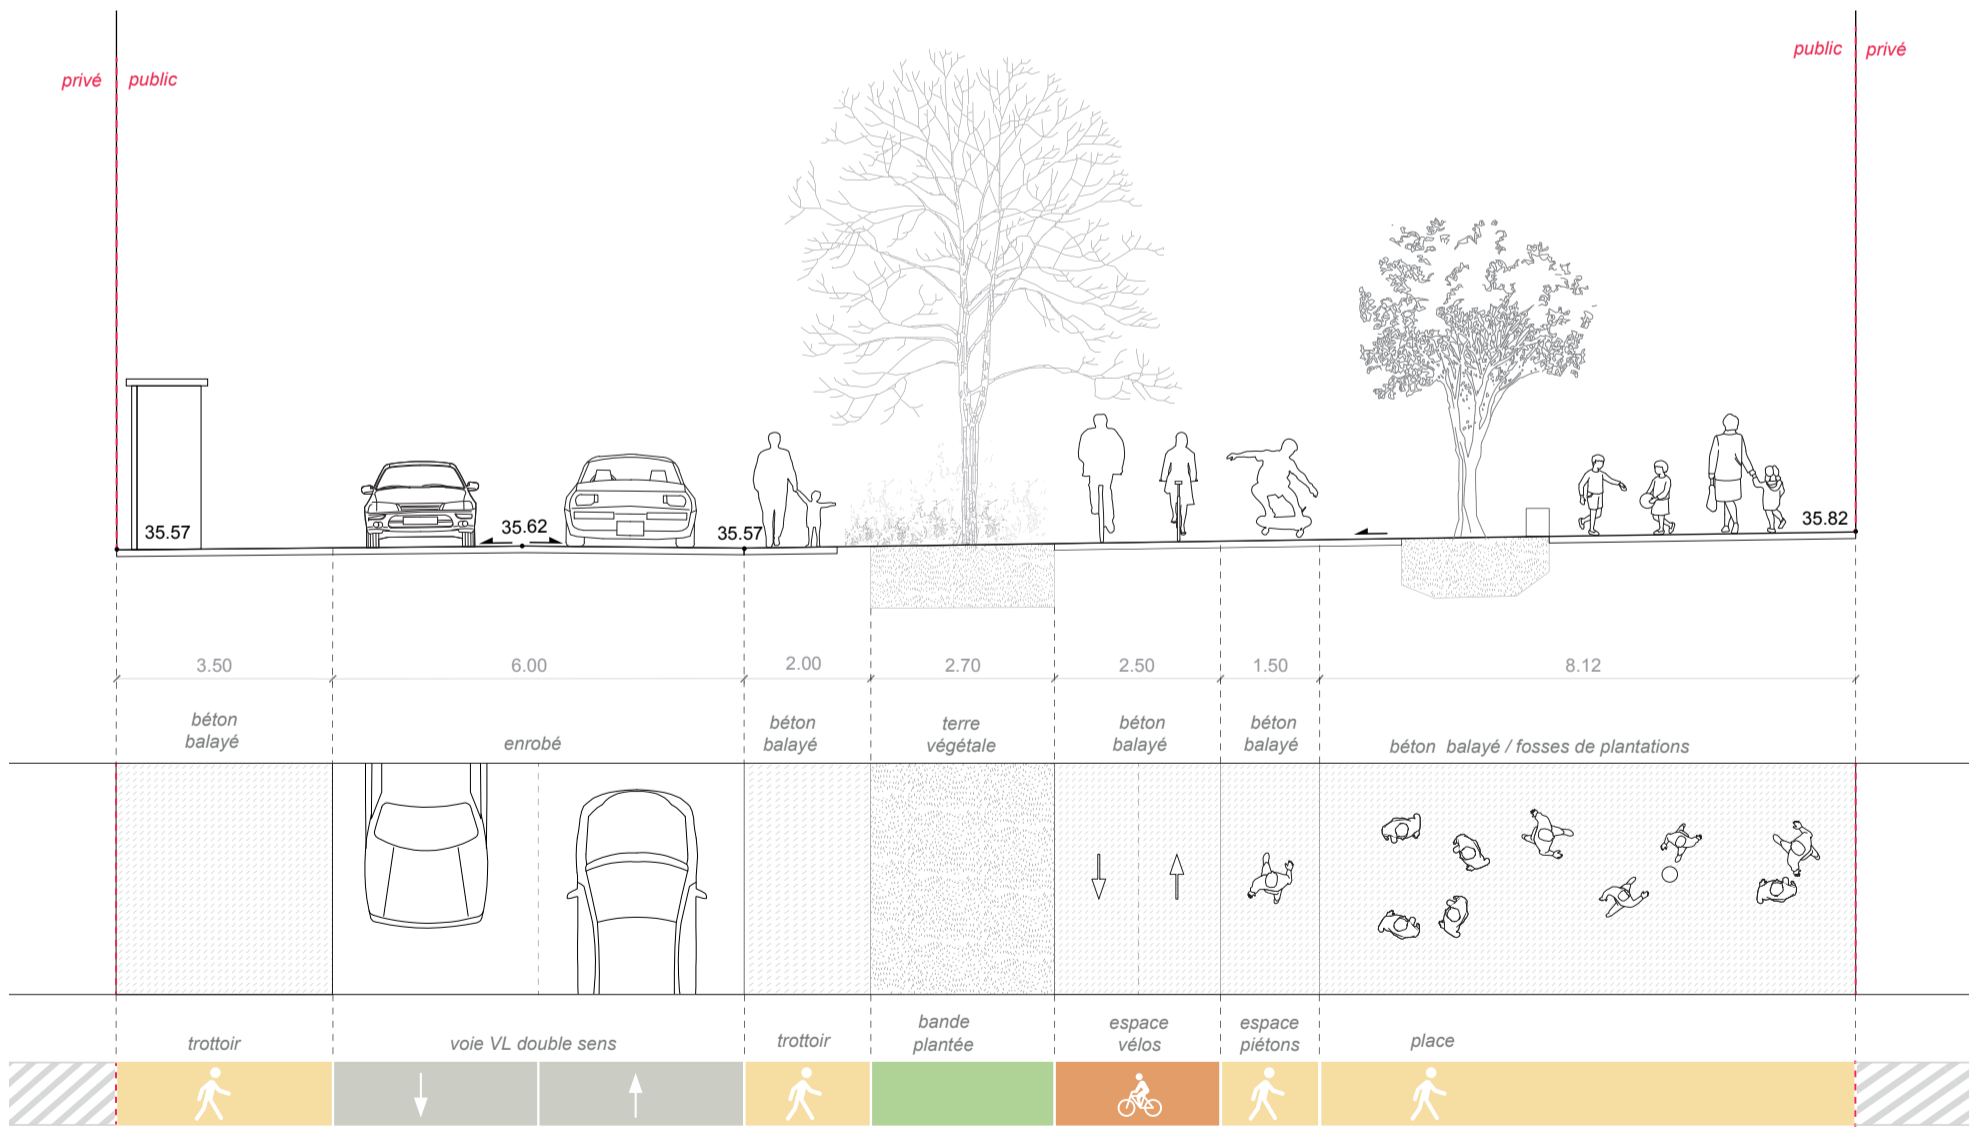 privé public
public privé
35.57
35.62
35.57
35.82
3.50
6.00
2.00
2.70
2.50
1.50
8.12
béton
balayé
enrobé
béton
balayé
terre
végétale
béton
balayé
béton
balayé
béton balayé / fosses de plantations
trottoir
voie VL double sens
trottoir
bande
plantée
espace
vélos
espace
piétons
place